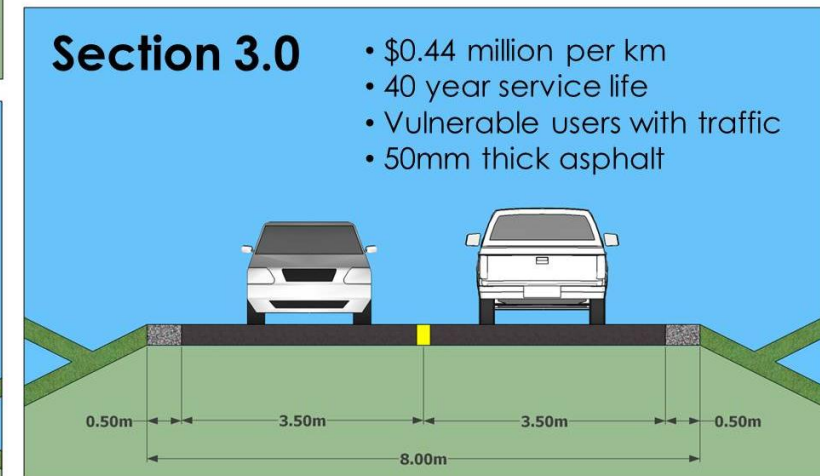 Section 3.0
• $0.44 million per km
• 40 year service life
• Vulnerable users with traffic
• 50mm thick asphalt
0.50m 3.50m 3.50m 0.50m
8.00m